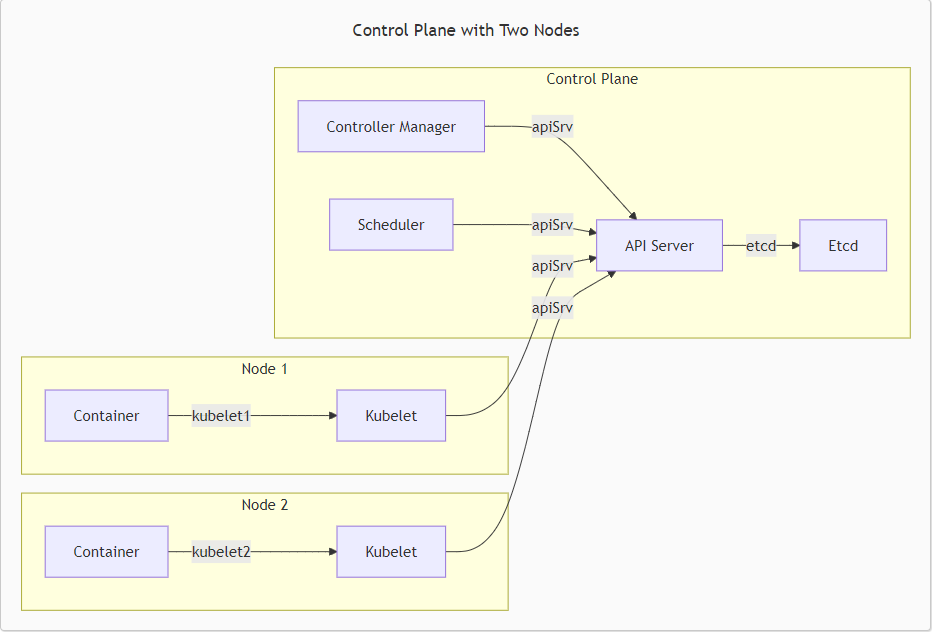 Control Plane with Two Nodes
Control Plane
Controller Manager
apiSrv
Scheduler
apiSrv
API Server
etcd
Etcd
apiSrv
apiSrv
Node 1
Container
kubelet1
Kubelet
Node 2
Container
kubelet2
Kubelet